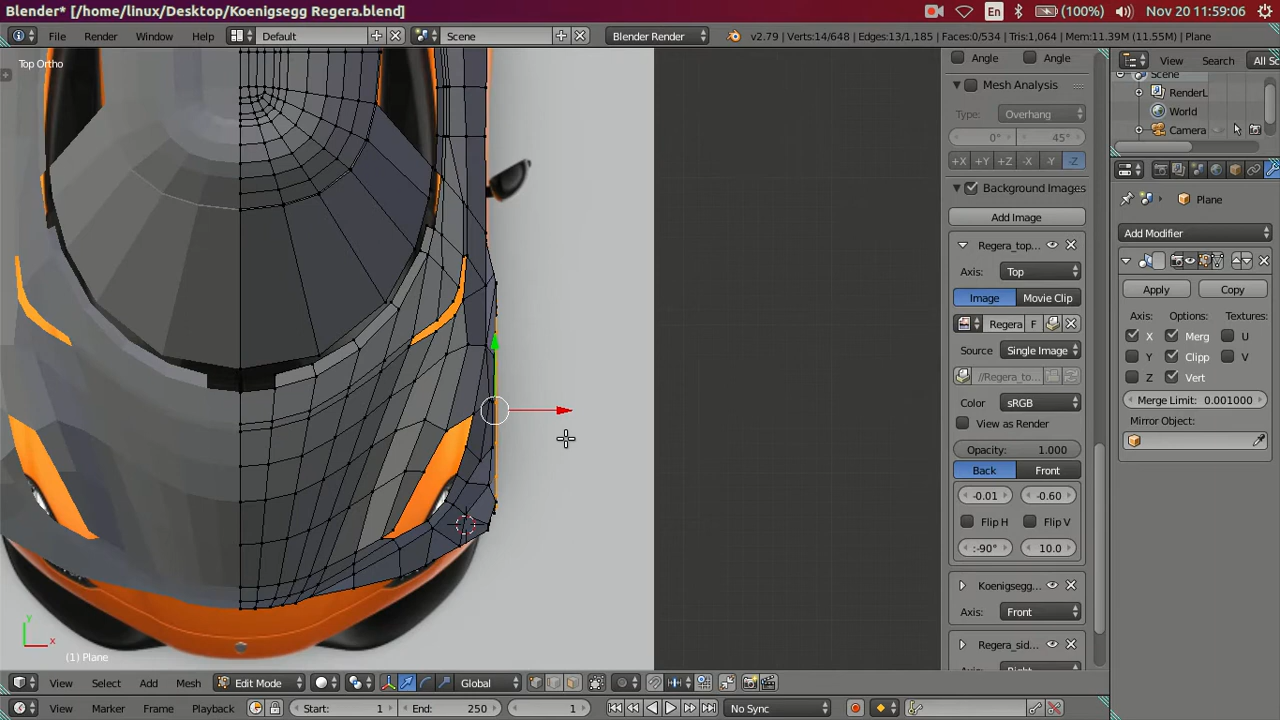 Blender* [/home/linux/Desktop/Koenigsegg Regera.blend]
En
(100%)
Nov 20 11:59:06
File
Render
Window
Help
Default
Scene
Blender Render
v2.79 | Verts:14/648 | Edges:13/1,185 | Faces:0/534 | Tris:1,064 | Mem:11.39M (11.55M) | Plane
Top Ortho
Angle
Angle
Mesh Analysis
Type:
Overhang
0°
45°
+X
+Y
+Z
-X
-Y
-Z
Background Images
Add Image
Regera_top...
Axis:
Top
Image
Movie Clip
Regera
F
Source
Single Image
//Regera_to...
Color
sRGB
View as Render
Opacity:
1.000
Back
Front
-0.01
-0.60
Flip H
Flip V
:-90°
10.0
Koenigsegg...
Axis:
Front
Regera_sid...
View
Search
All Sc
Scene
RenderL
World
Camera
Plane
Add Modifier
Apply
Copy
Axis:
Options:
Textures:
X
Merg
U
Y
Clipp
V
Z
Vert
Merge Limit: 0.001000
Mirror Object:
y
x
(1) Plane
View
Select
Add
Mesh
Edit Mode
Global
View
Marker
Frame
Playback
Start:
1
End:
250
1
No Sync